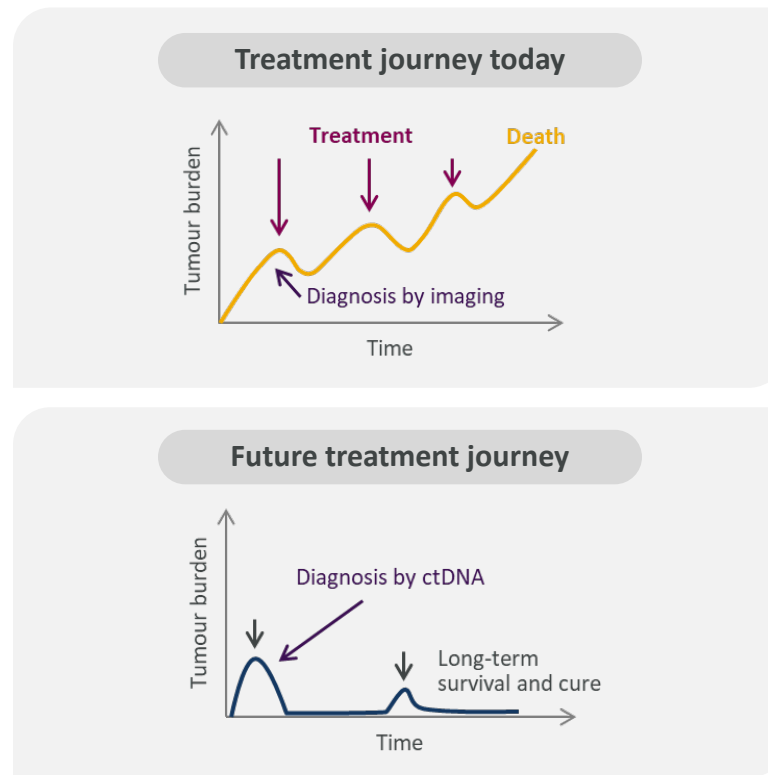 Treatment journey today
Treatment
Death
Tumour burden
Diagnosis by imaging
Time
Future treatment journey
Diagnosis by ctDNA
Tumour burden
Long-term
survival and cure
Time